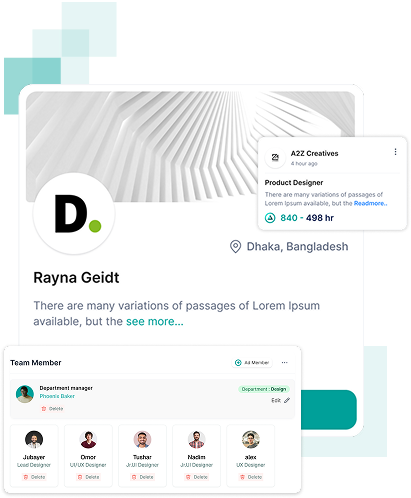 A2Z Creatives
4 hour ago
Product Designer
There are many variations of passages of
Lorem Ipsum available, but the Readmore..
840 - 498 hr
D.
Dhaka, Bangladesh
Rayna Geidt
There are many variations of passages of Lorem Ipsum
available, but the see more...
Team Member
Ad Member
Department manager
Phoenix Baker
Delete
Department : Design
Edit
Jubayer
Lead Designer
Delete
Omor
UI/UX Designer
Delete
Tushar
Jr.UI Designer
Delete
Nadim
Jr.UI Designer
Delete
alex
UX Designer
Delete